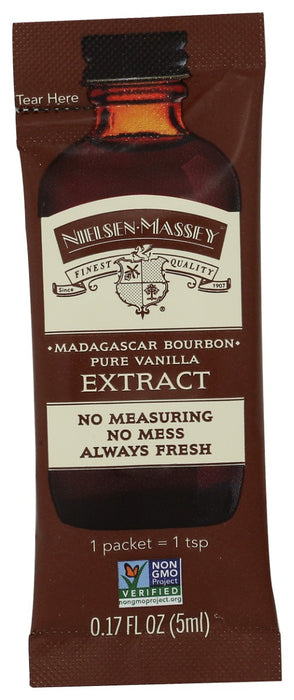 Tear Here
NIELSEN-MASSEY
FINEST QUALITY
Since 1907
®
• MADAGASCAR BOURBON •
PURE VANILLA
EXTRACT
NO MEASURING
NO MESS
ALWAYS FRESH
1 packet = 1 tsp
NON
GMO
Project
VERIFIED
nongmoproject.org
0.17 FL OZ (5ml)